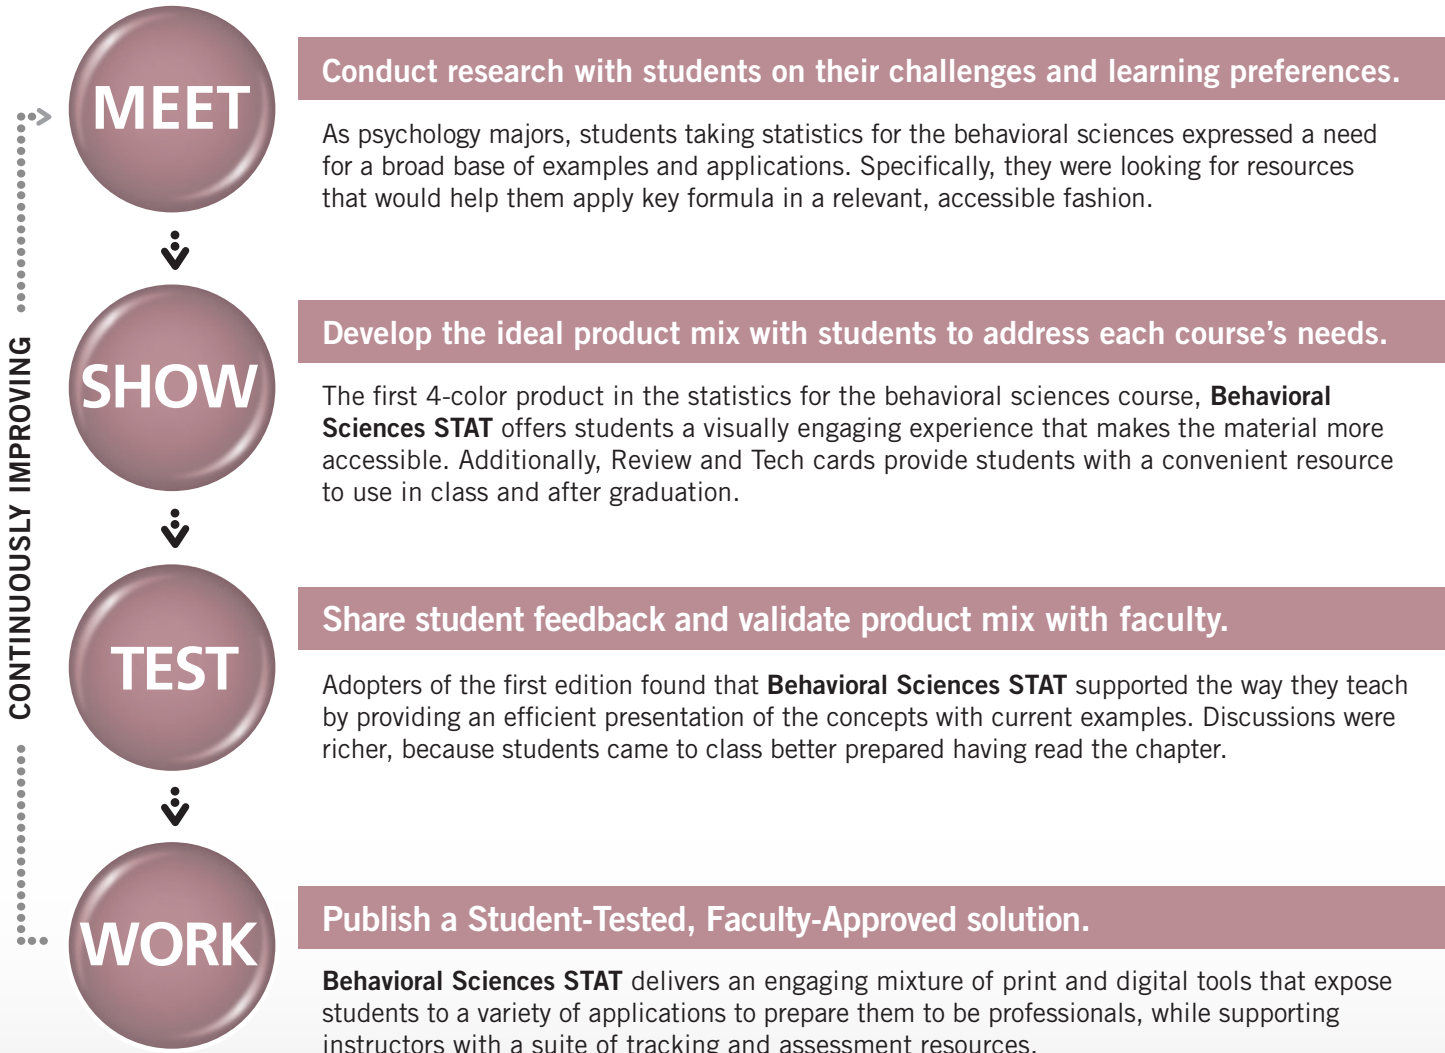 MEET
Conduct research with students on their challenges and learning preferences.
As psychology majors, students taking statistics for the behavioral sciences expressed a need
for a broad base of examples and applications. Specifically, they were looking for resources
that would help them apply key formula in a relevant, accessible fashion.
SHOW
Develop the ideal product mix with students to address each course’s needs.
The first 4-color product in the statistics for the behavioral sciences course, Behavioral
Sciences STAT offers students a visually engaging experience that makes the material more
accessible. Additionally, Review and Tech cards provide students with a convenient resource
to use in class and after graduation.
CONTINUOUSLY IMPROVING
TEST
Share student feedback and validate product mix with faculty.
Adopters of the first edition found that Behavioral Sciences STAT supported the way they teach
by providing an efficient presentation of the concepts with current examples. Discussions were
richer, because students came to class better prepared having read the chapter.
WORK
Publish a Student-Tested, Faculty-Approved solution.
Behavioral Sciences STAT delivers an engaging mixture of print and digital tools that expose
students to a variety of applications to prepare them to be professionals, while supporting
instructors with a suite of tracking and assessment resources.